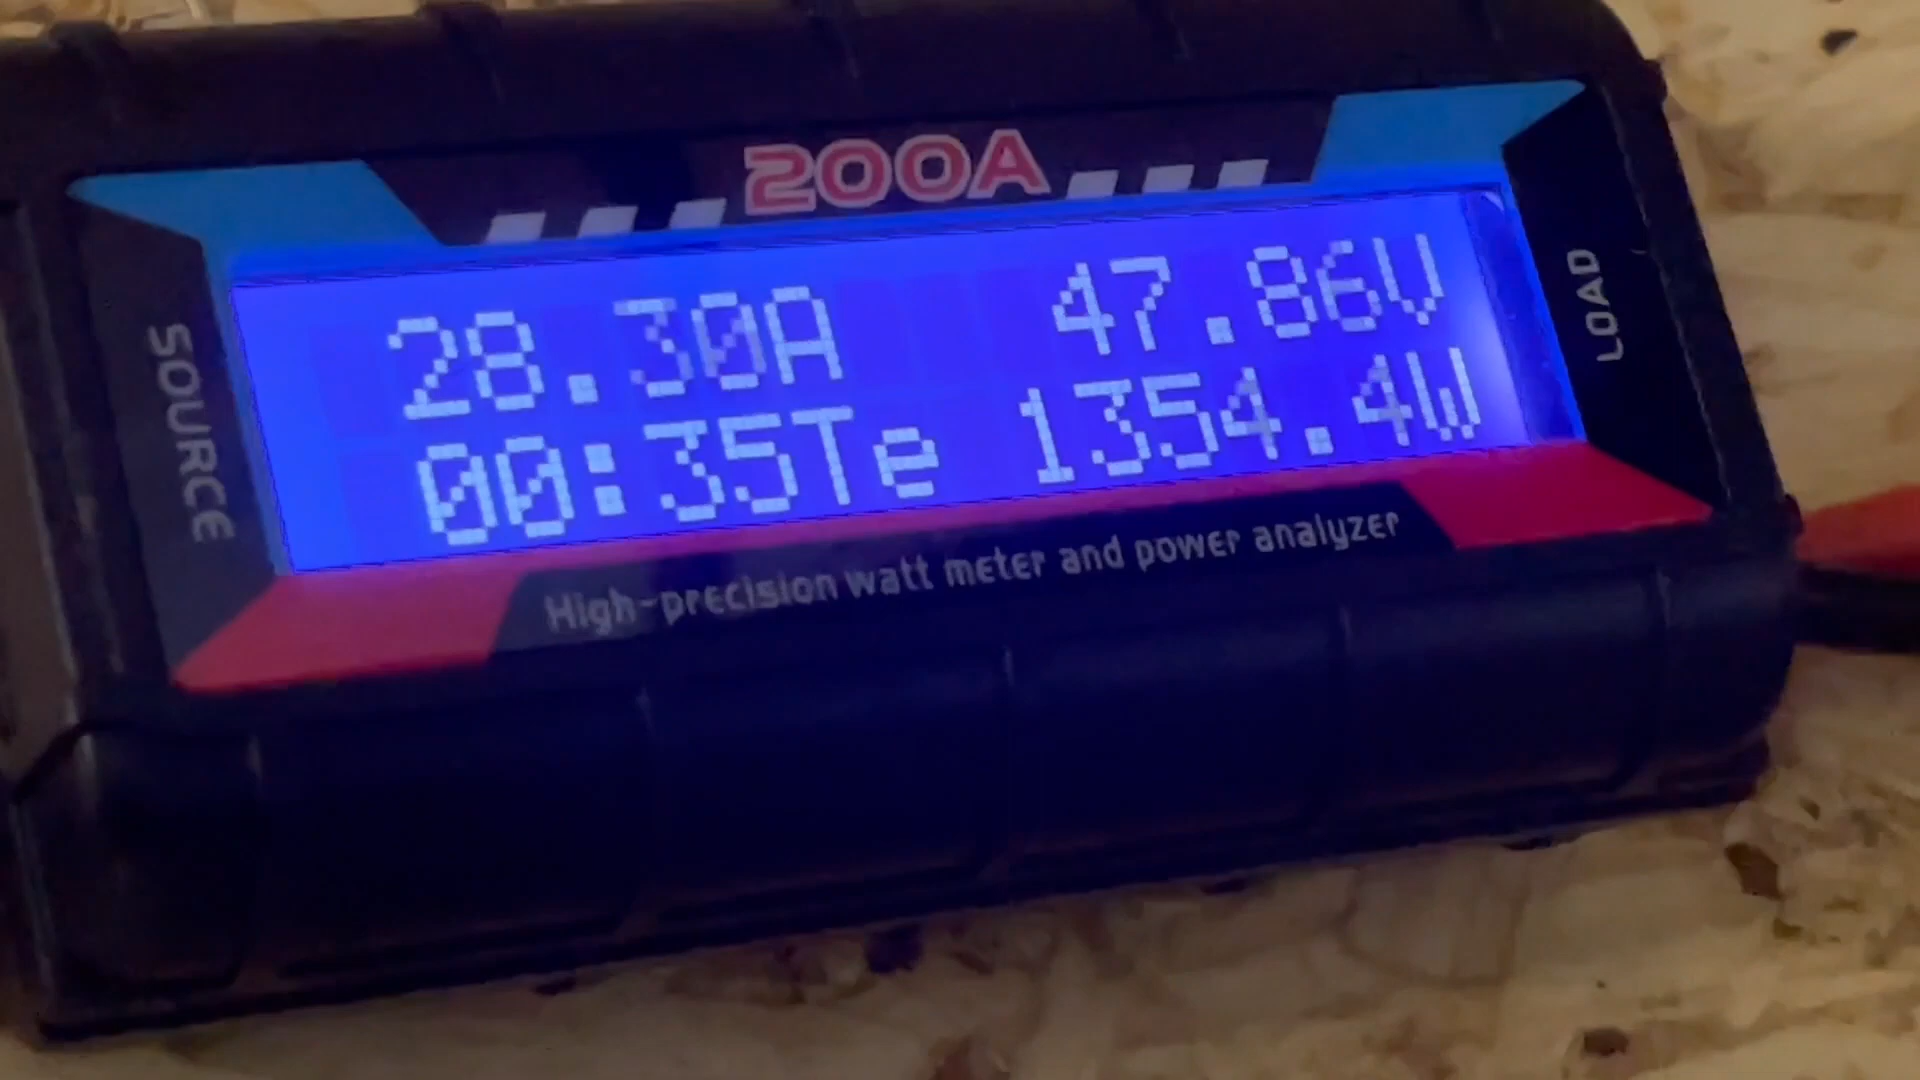 200A
28.30A 47.86V
00:35Te 1354.4W
SOURCE
LOAD
High-precision watt meter and power analyzer